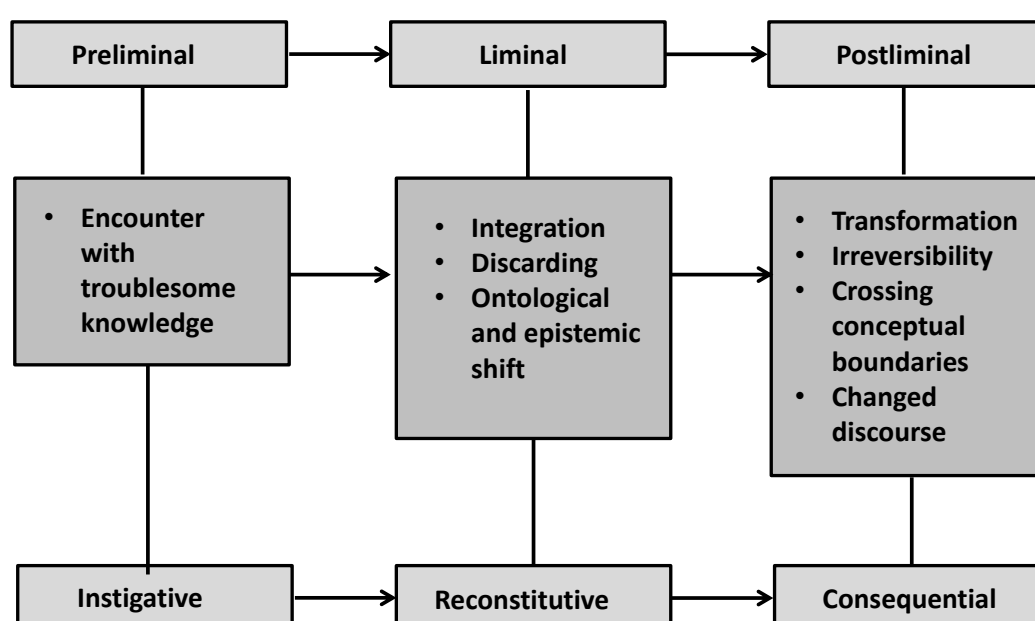 Preliminal
Liminal
Postliminal
• Encounter
with
troublesome
knowledge
• Integration
• Discarding
• Ontological
and epistemic
shift
• Transformation
• Irreversibility
• Crossing
conceptual
boundaries
• Changed
discourse
Instigative
Reconstitutive
Consequential